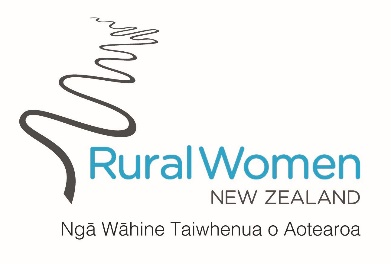 Rural Women
NEW ZEALAND
Ngā Wāhine Taiwhenua o Aotearoa